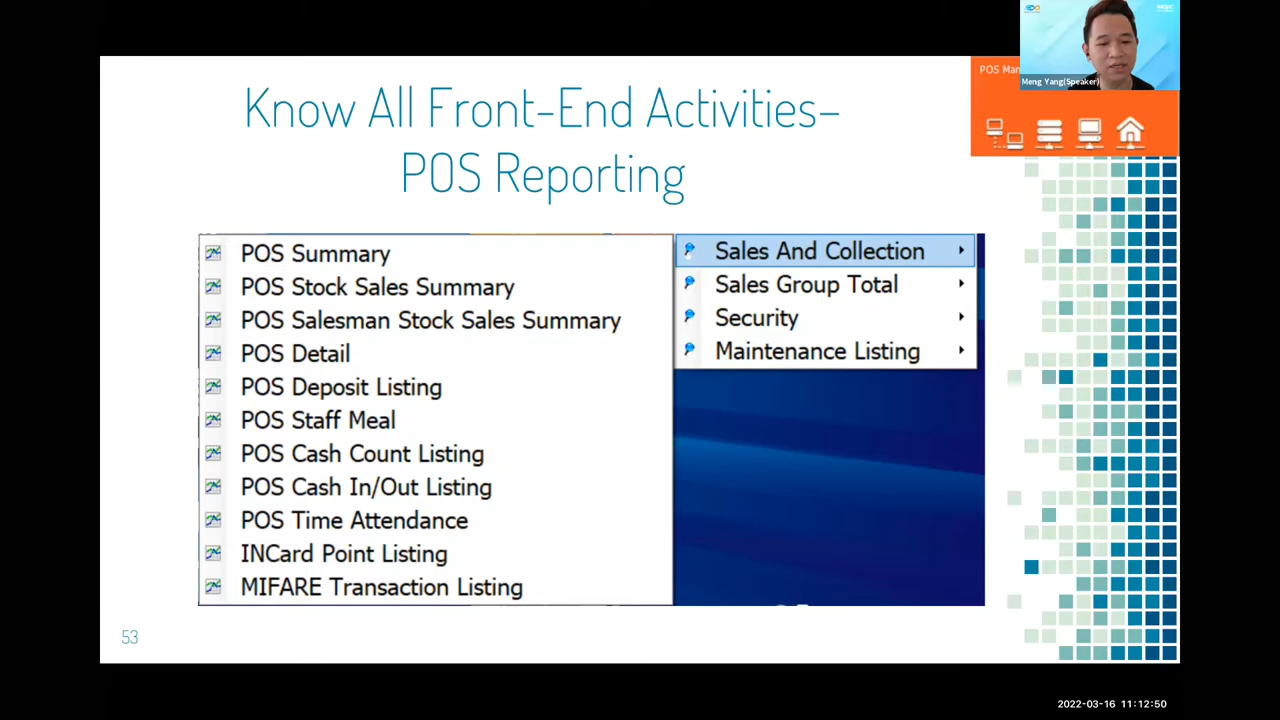 Know All Front-End Activities–
POS Reporting
POS Man
Meng Yang(Speaker)
POS Summary
POS Stock Sales Summary
POS Salesman Stock Sales Summary
POS Detail
POS Deposit Listing
POS Staff Meal
POS Cash Count Listing
POS Cash In/Out Listing
POS Time Attendance
INCard Point Listing
MIFARE Transaction Listing
Sales And Collection
Sales Group Total
Security
Maintenance Listing
53
2022-03-16 11:12:50